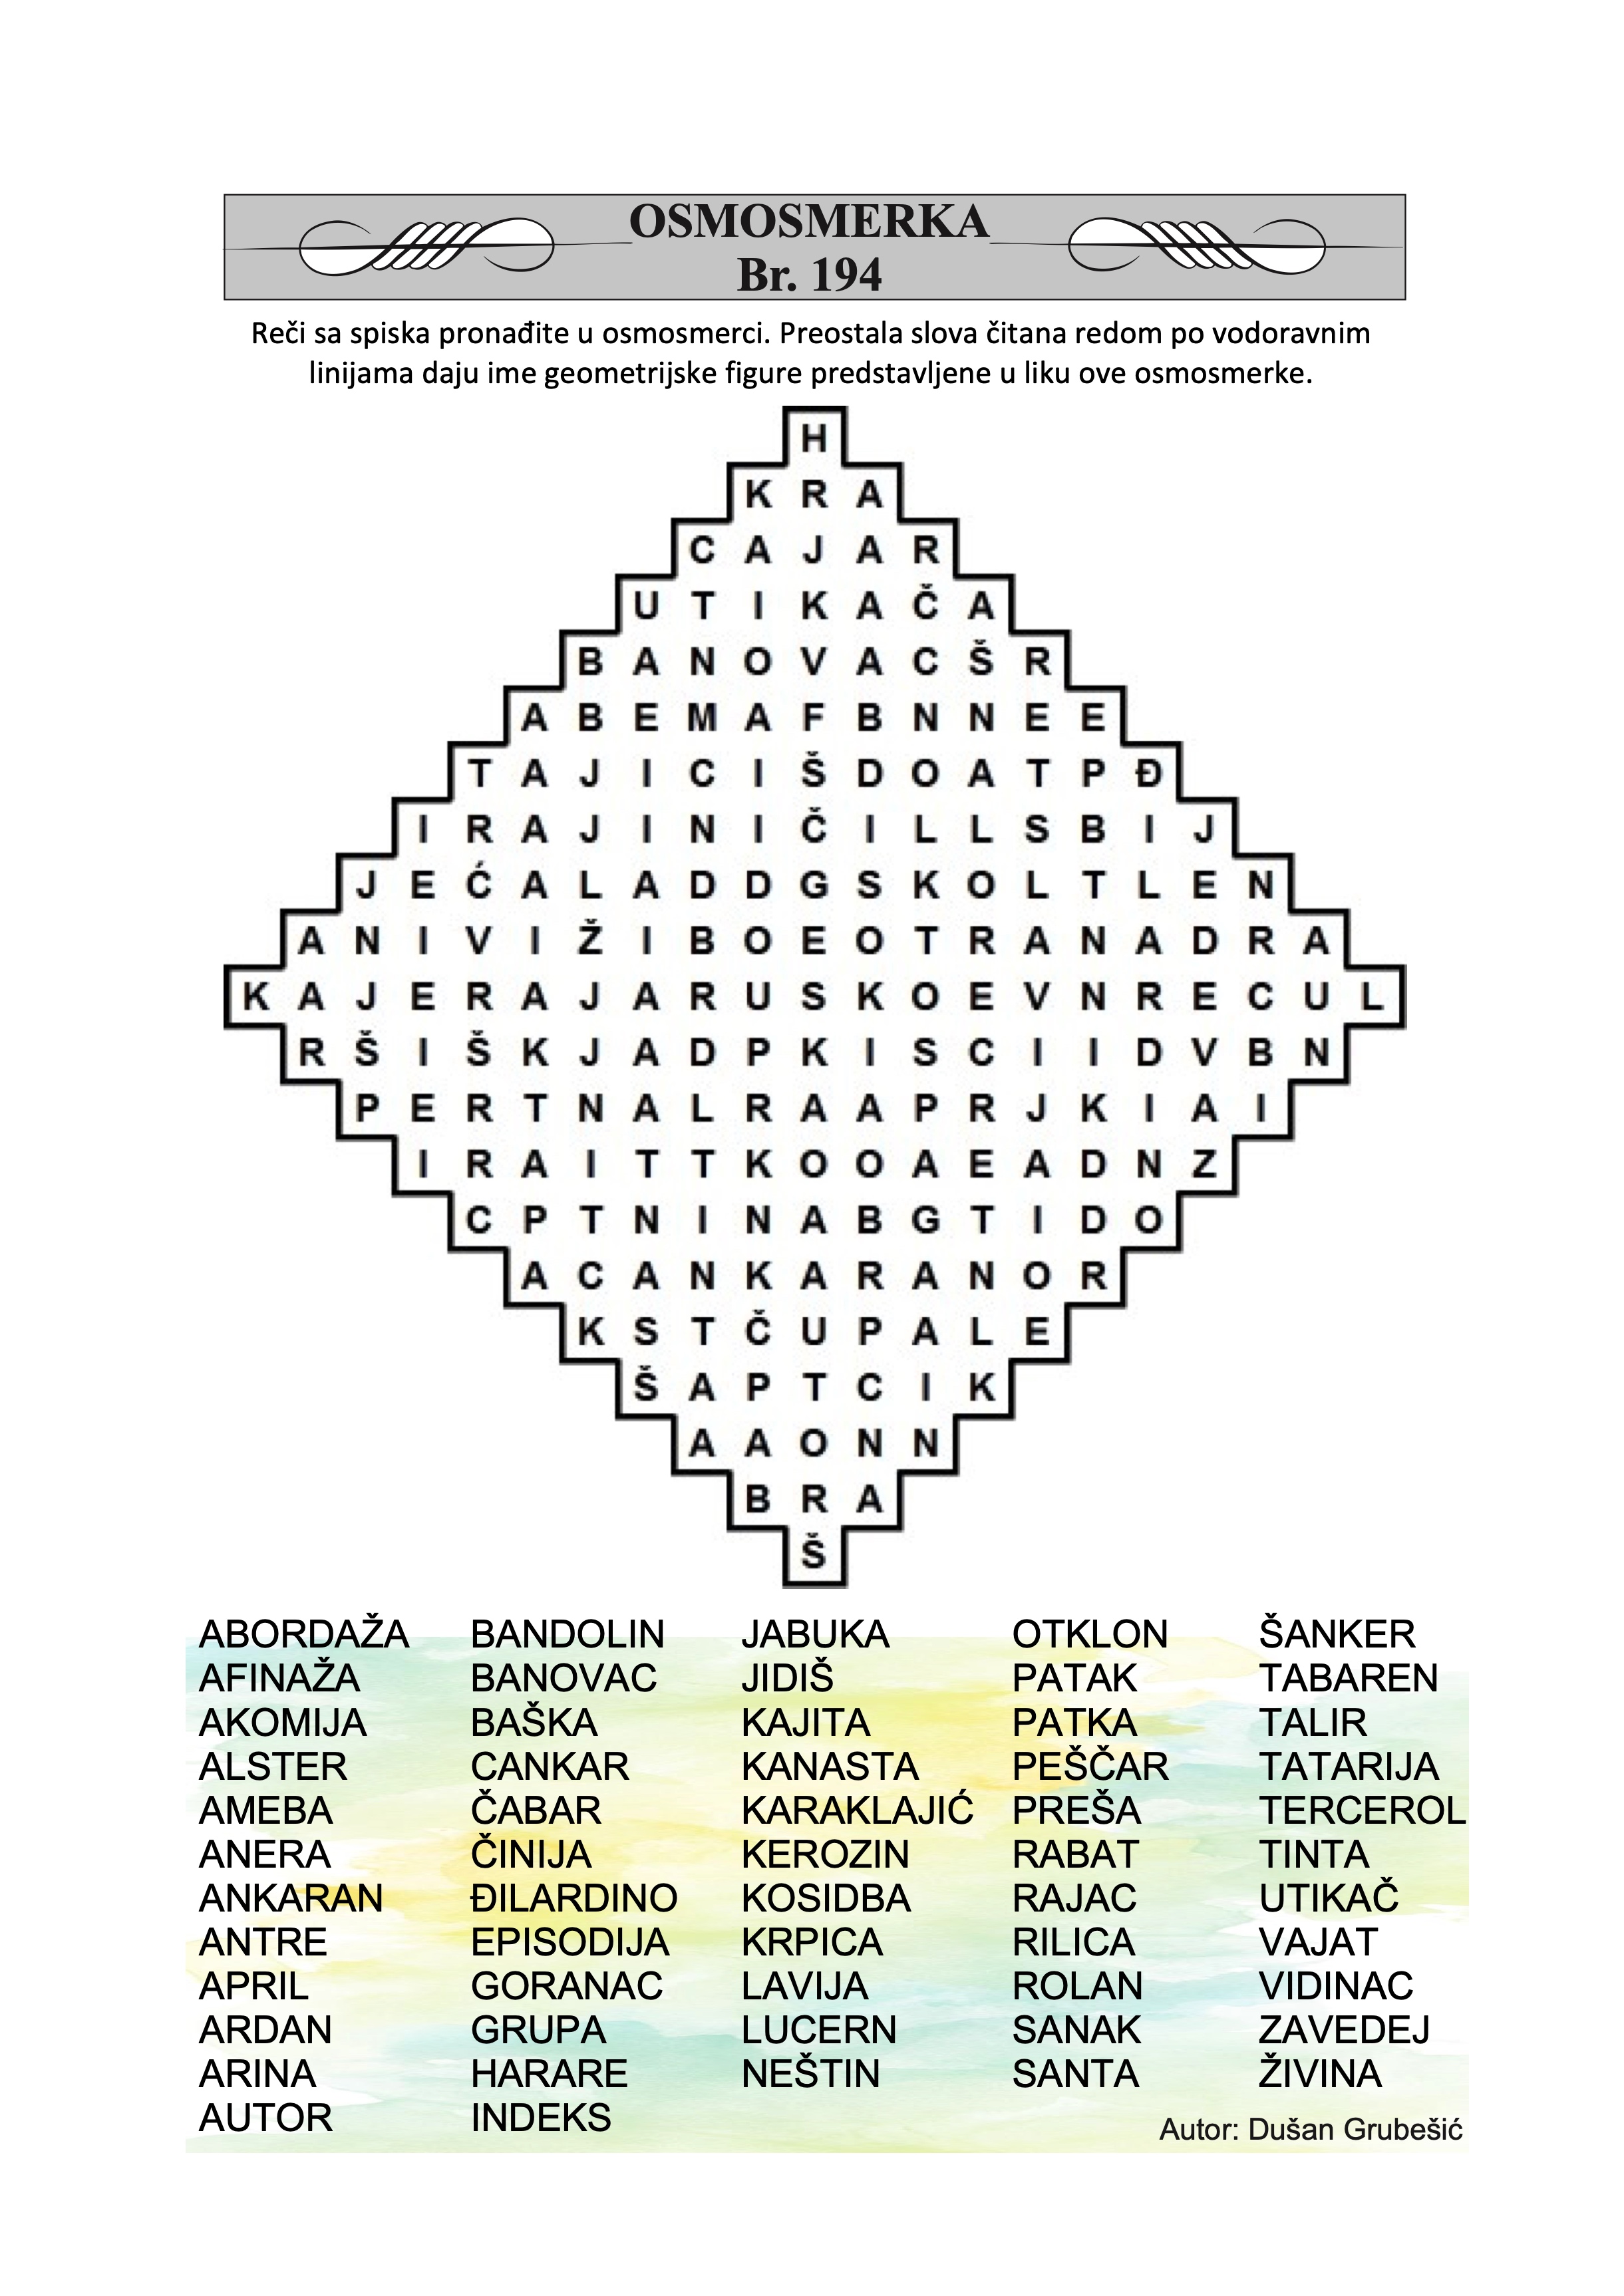 OSMOSMERKA
Br. 194
Reči sa spiska pronađite u osmosmerci. Preostala slova čitana redom po vodoravnim
linijama daju ime geometrijske figure predstavljene u liku ove osmosmerke.
H
K R A
C A J A R
U T I K A Č A
B A N O V A C Š R
A B E M A F B N N E E
T A J I C I Š D O A T P Đ
I R A J I N I Č I L L S B I J
J E Ć A L A D D G S K O L T L E N
A N I V I Ž I B O E O T R A N A D R A
K A J E R A J A R U S K O E V N R E C U L
R Š I Š K J A D P K I S C I I D V B N
P E R T N A L R A A P R J K I A I
I R A I T T K O O A E A D N Z
C P T N I N A B G T I D O
A C A N K A R A N O R
K S T Č U P A L E
Š A P T C I K
A A O N N
B R A
Š
ABORDAŽA BANDOLIN JABUKA OTKLON ŠANKER
AFINAŽA BANOVAC JIDIŠ PATAK TABAREN
AKOMIJA BAŠKA KAJITA PATKA TALIR
ALSTER CANKAR KANASTA PEŠČAR TATARIJA
AMEBA ČABAR KARAKLAJIĆ PREŠA TERCEROL
ANERA ČINIJA KEROZIN RABAT TINTA
ANKARAN ĐILARDINO KOSIDBA RAJAC UTIKAČ
ANTRE EPISODIJA KRPICA RILICA VAJAT
APRIL GORANAC LAVIJA ROLAN VIDINAC
ARDAN GRUPA LUCERN SANAK ZAVEDEJ
ARINA HARARE NEŠTIN SANTA ŽIVINA
AUTOR INDEKS
Autor: Dušan Grubešić